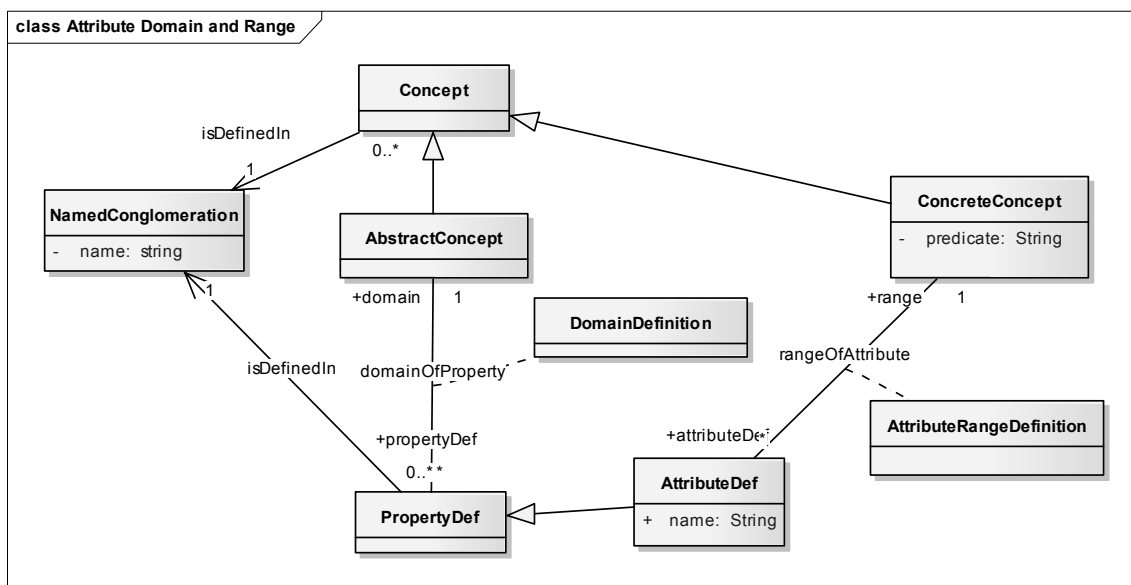 class Attribute Domain and Range
Concept
isDefinedIn
0..*
1
NamedConglomeration
- name: string
AbstractConcept
ConcreteConcept
- predicate: String
+domain 1
+range 1
DomainDefinition
rangeOfAttribute
1
isDefinedIn
domainOfProperty
AttributeRangeDefinition
+propertyDef
+attributeDef
*
0..* *
AttributeDef
+ name: String
PropertyDef